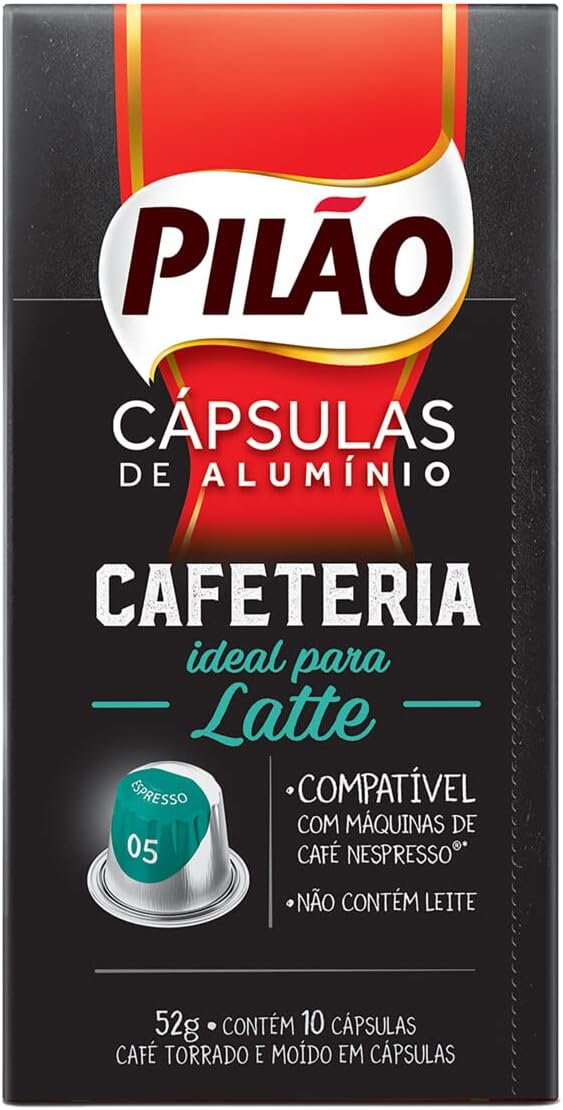 PILÃO
CÁPSULAS
DE ALUMÍNIO
CAFETERIA
ideal para
Latte
ESPRESSO
05
•COMPATÍVEL
COM MÁQUINAS DE
CAFÉ NESPRESSO®*
•NÃO CONTÉM LEITE
52g • CONTÉM 10 CÁPSULAS
CAFÉ TORRADO E MOÍDO EM CÁPSULAS